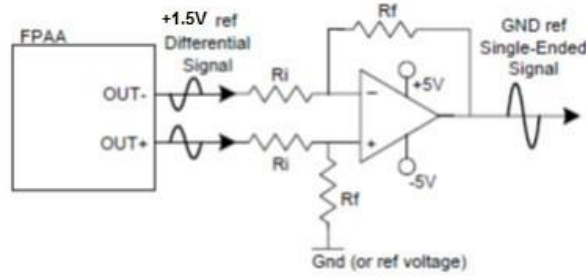 FPAA
+1.5V ref
Differential
Signal
OUT-
OUT+
Ri
Ri
Rf
Rf
+5V
-5V
−
+
GND ref
Single-Ended
Signal
Gnd (or ref voltage)